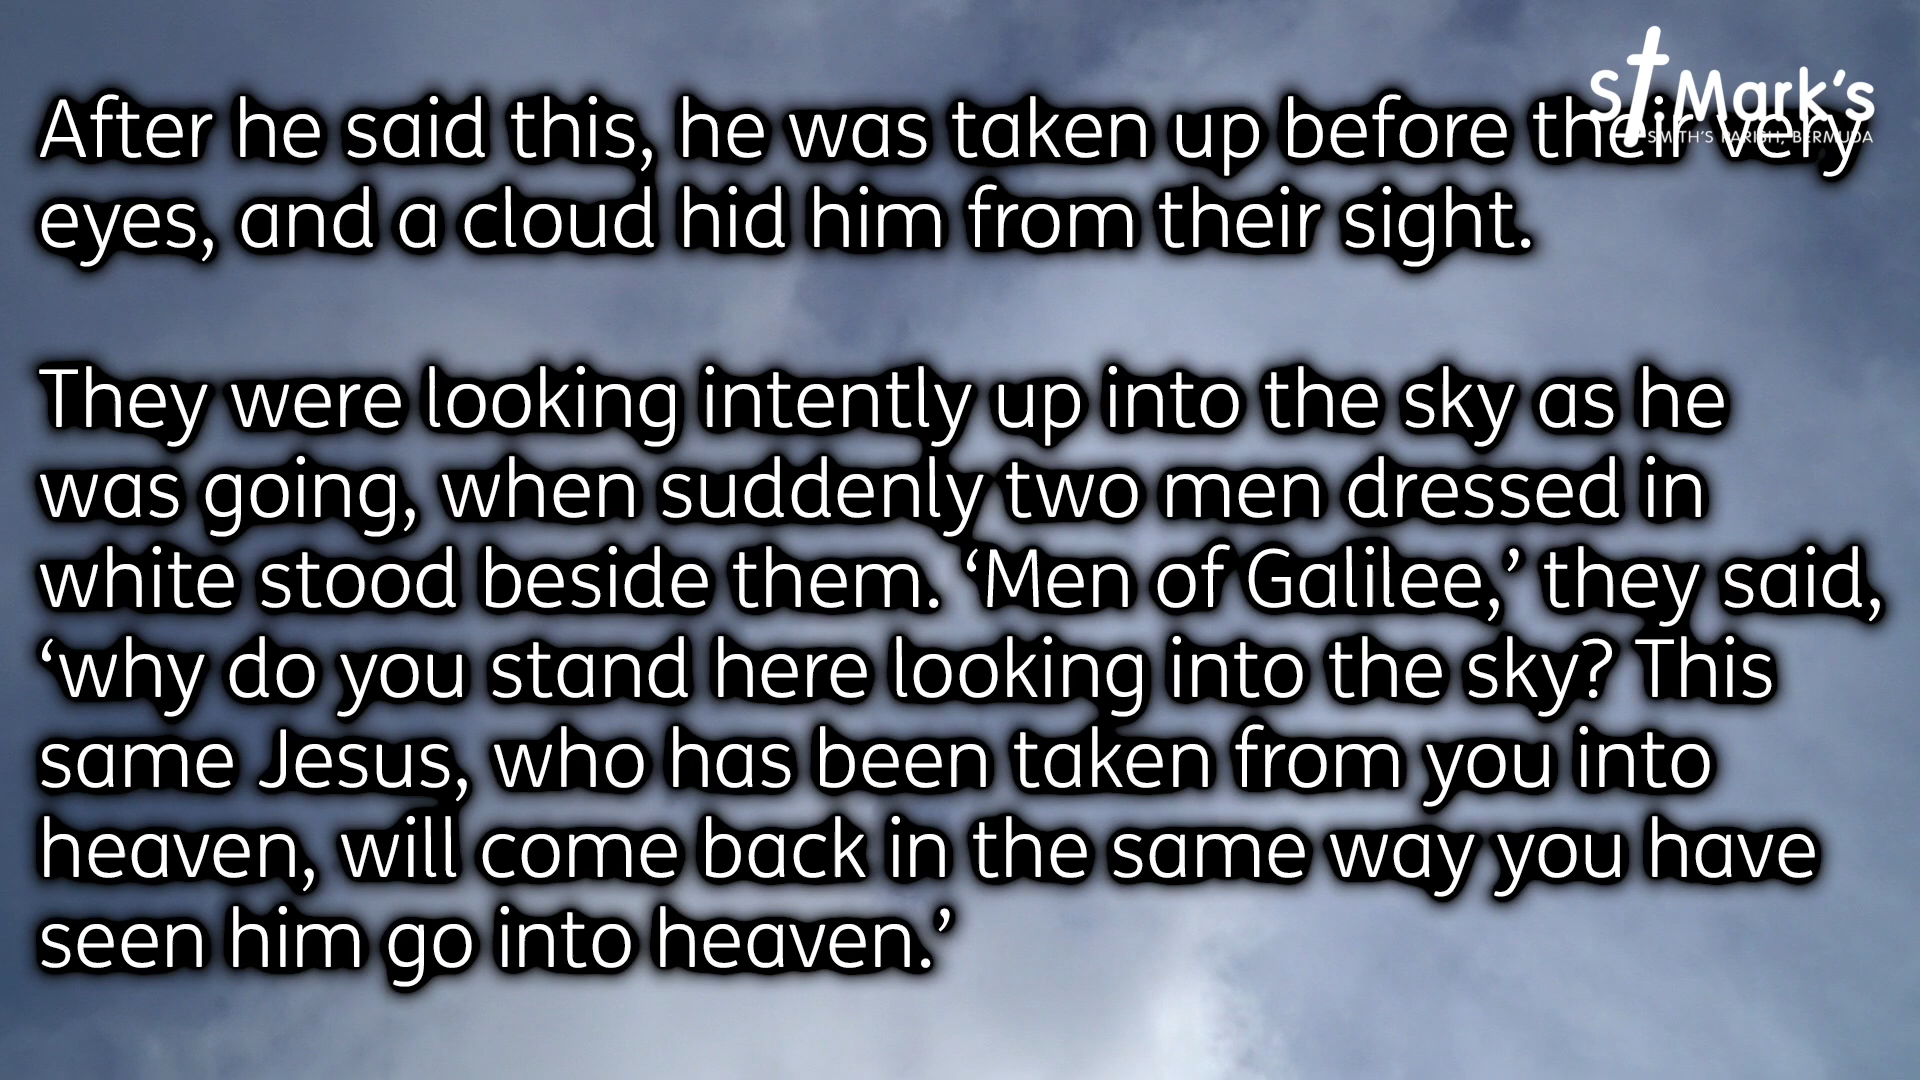 St Mark's
SMITH'S PARISH, BERMUDA
After he said this, he was taken up before their very
eyes, and a cloud hid him from their sight.
They were looking intently up into the sky as he
was going, when suddenly two men dressed in
white stood beside them. ‘Men of Galilee,’ they said,
‘why do you stand here looking into the sky? This
same Jesus, who has been taken from you into
heaven, will come back in the same way you have
seen him go into heaven.’